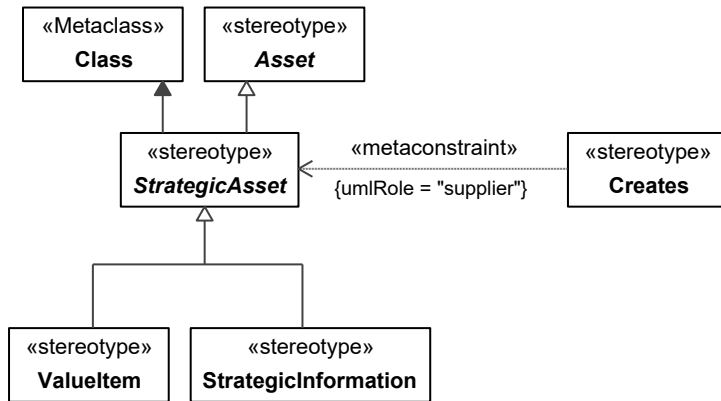 «Metaclass»
Class
«stereotype»
Asset
«stereotype»
StrategicAsset
«metaconstraint»
{umlRole = "supplier"}
«stereotype»
Creates
«stereotype»
ValueItem
«stereotype»
StrategicInformation